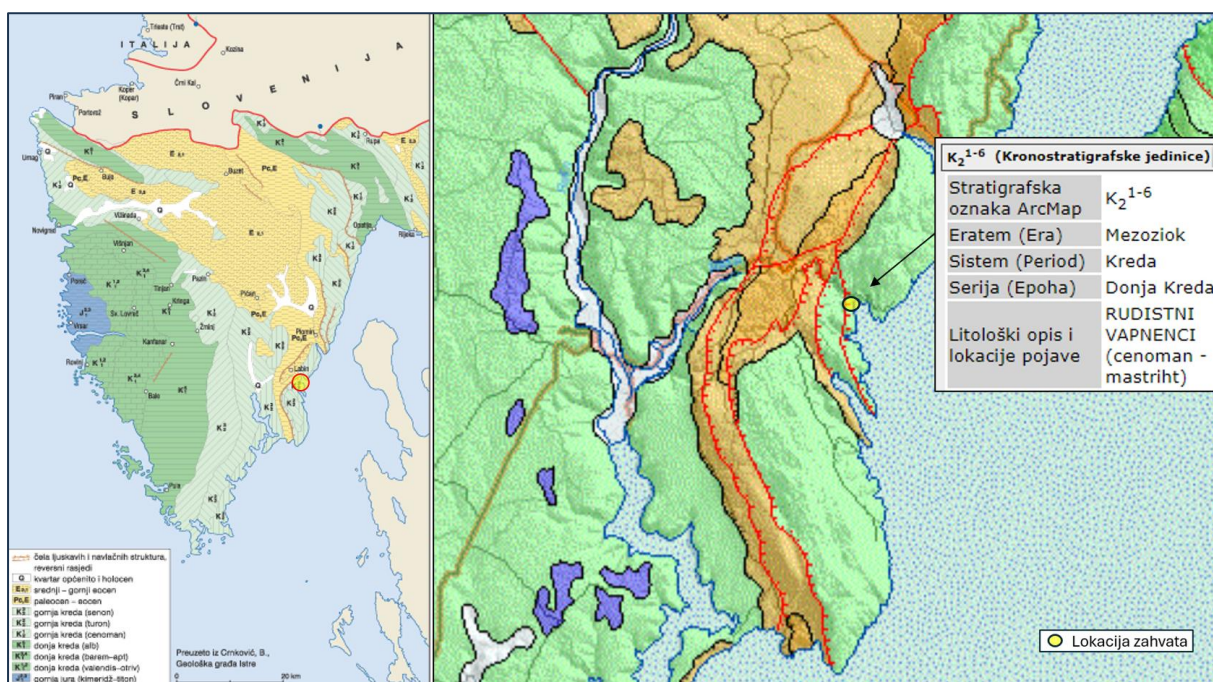 Trieste (Trst)
ITALIJA
Kozina
Črni Kal
Koper
(Kopar)
Piran
Portorož
SLOVENIJA
Umag
Q
Buje
Buzet
Rupa
Višinada
Novigrad
Višnjan
Opatija
Rijeka
Poreč
Tinjan
Pazin
Sv. Lovreč
Kringa
Pićan
Vrsar
Žminj
Plomin
Kanfanar
Rovinj
Labin
Bale
Pula
čela ljuskavih i navlačnih struktura,
reversni rasjedi
Q kvartar općenito i holocen
srednji – gornji eocen
Pc,E paleocen – eocen
gornja kreda (senon)
gornja kreda (turon)
gornja kreda (cenoman)
donja kreda (alb)
donja kreda (barem–apt)
donja kreda (valendis–otriv)
gornja jura (kimeridž–titon)
Preuzeto iz Crnković, B.,
Geološka građa Istre
0 20 km
K₂¹⁻⁶ (Kronostratigrafske jedinice)
Stratigrafska
oznaka ArcMap K₂¹⁻⁶
Eratem (Era) Mezoziok
Sistem (Period) Kreda
Serija (Epoha) Donja Kreda
Litološki opis i
lokacije pojave
RUDISTNI
VAPNENCI
(cenoman -
mastriht)
Lokacija zahvata